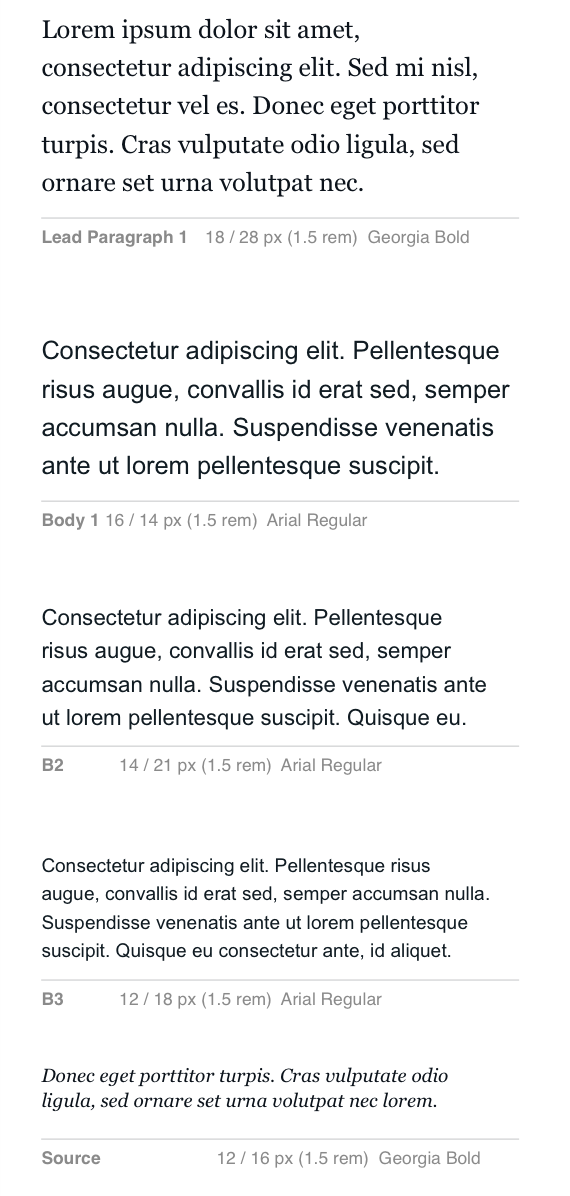 Lorem ipsum dolor sit amet,
consectetur adipiscing elit. Sed mi nisl,
consectetur vel es. Donec eget porttitor
turpis. Cras vulputate odio ligula, sed
ornare set urna volutpat nec.
Lead Paragraph 1 18 / 28 px (1.5 rem) Georgia Bold
Consectetur adipiscing elit. Pellentesque
risus augue, convallis id erat sed, semper
accumsan nulla. Suspendisse venenatis
ante ut lorem pellentesque suscipit.
Body 1 16 / 14 px (1.5 rem) Arial Regular
Consectetur adipiscing elit. Pellentesque
risus augue, convallis id erat sed, semper
accumsan nulla. Suspendisse venenatis ante
ut lorem pellentesque suscipit. Quisque eu.
B2 14 / 21 px (1.5 rem) Arial Regular
Consectetur adipiscing elit. Pellentesque risus
augue, convallis id erat sed, semper accumsan nulla.
Suspendisse venenatis ante ut lorem pellentesque
suscipit. Quisque eu consectetur ante, id aliquet.
B3 12 / 18 px (1.5 rem) Arial Regular
Donec eget porttitor turpis. Cras vulputate odio
ligula, sed ornare set urna volutpat nec lorem.
Source 12 / 16 px (1.5 rem) Georgia Bold